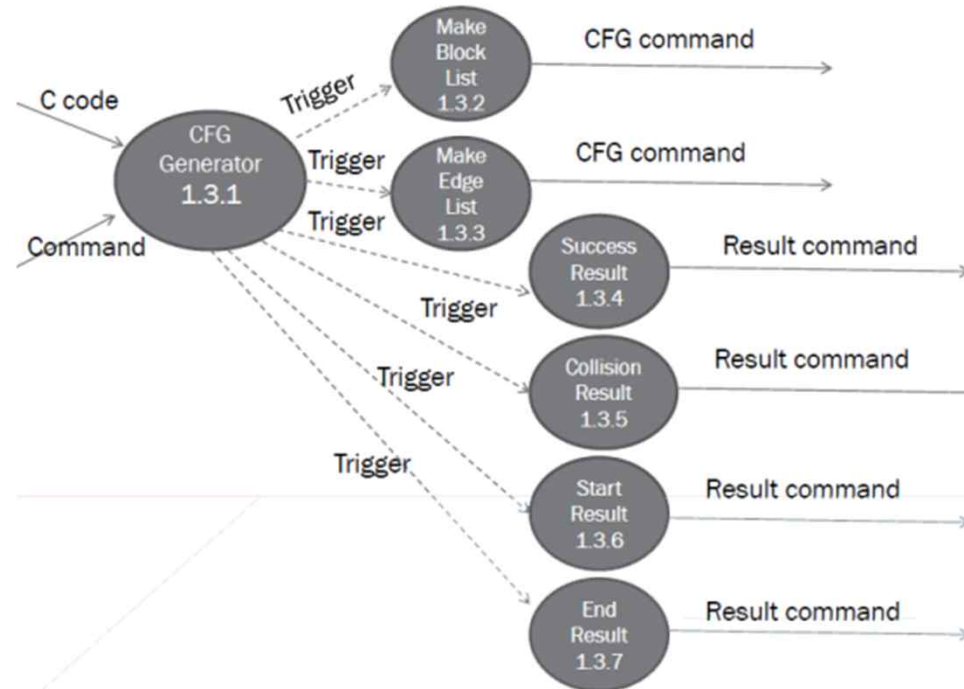 Make
Block
List
1.3.2
CFG command
C code
Trigger
CFG
Generator
1.3.1
Trigger
Make
Edge
List
1.3.3
CFG command
Command
Trigger
Success
Result
1.3.4
Result command
Trigger
Collision
Result
1.3.5
Result command
Trigger
Start
Result
1.3.6
Result command
Trigger
End
Result
1.3.7
Result command